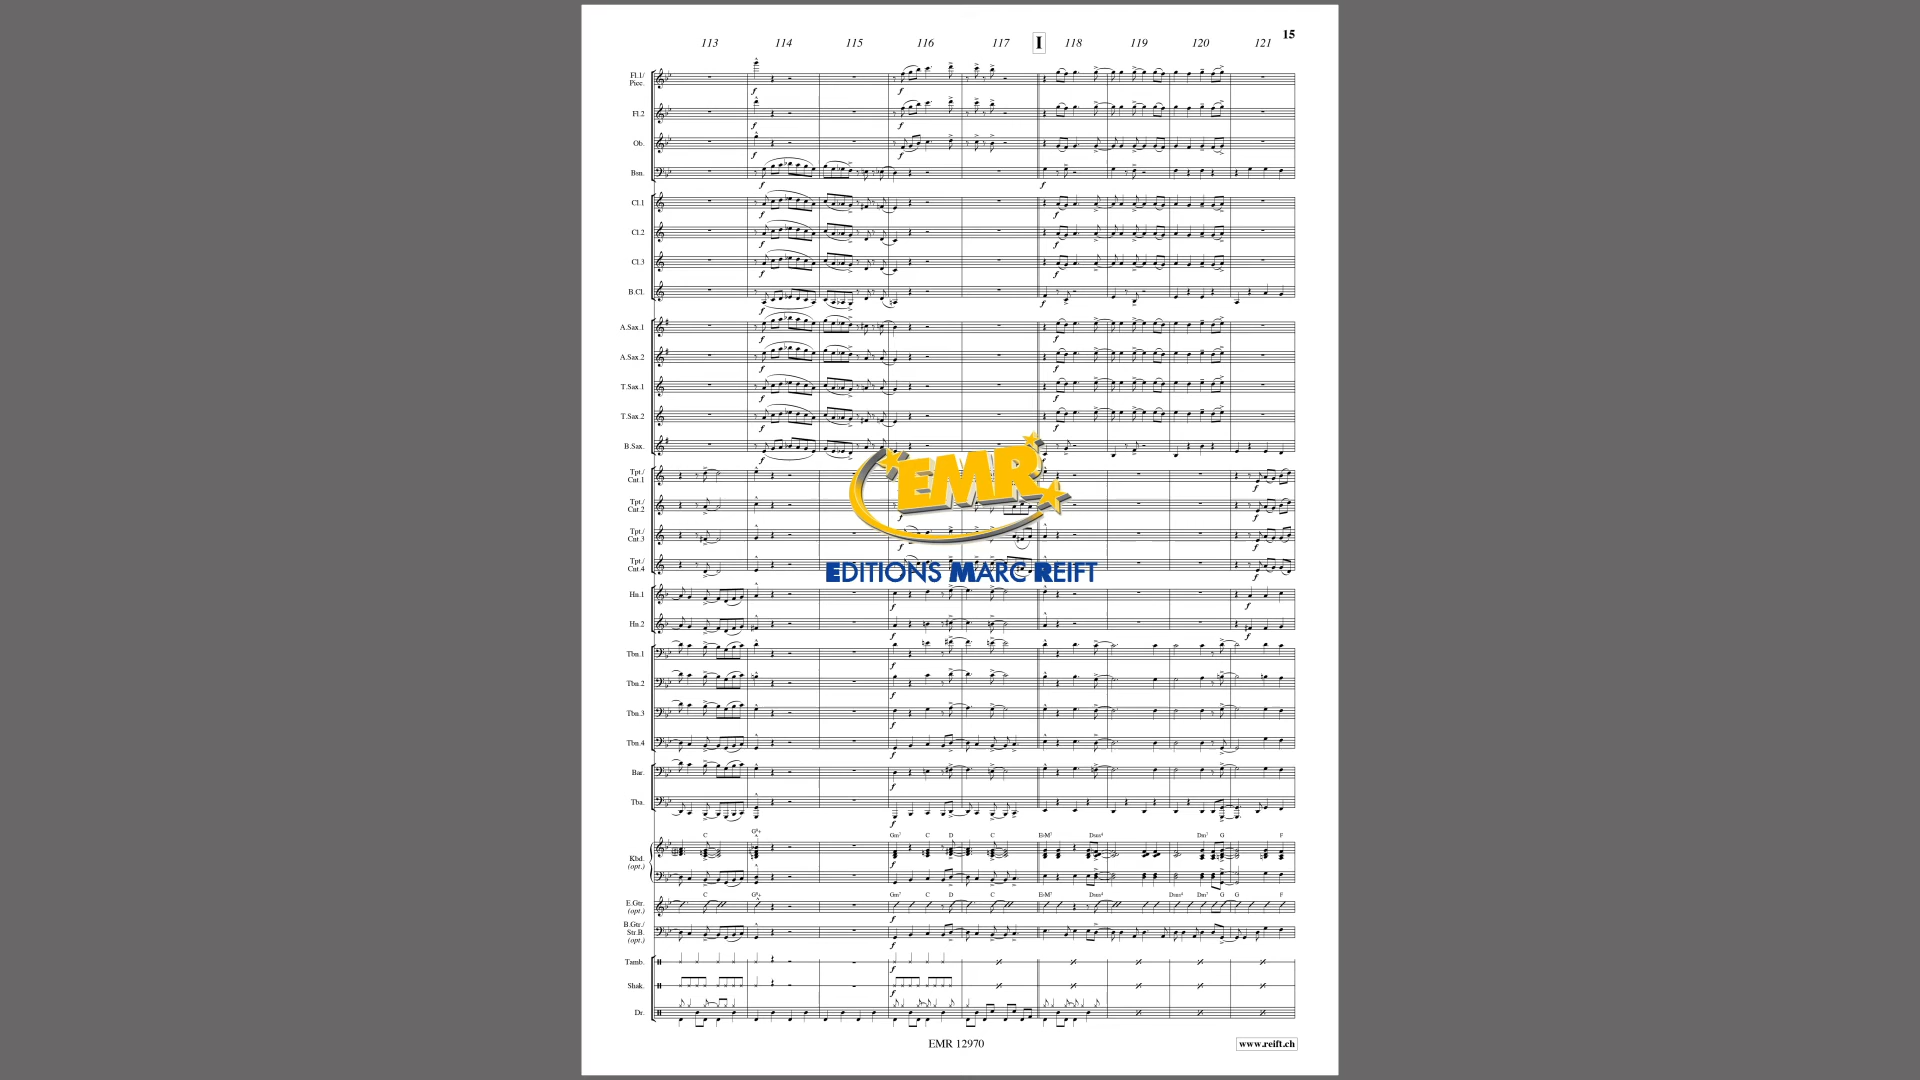 15
113 114 115 116 117 I 118 119 120 121
Fl.1/
Picc.
f f
Fl.2
f f
Ob.
f f
Bsn.
f f
Cl.1
f f
Cl.2
f f
Cl.3
f f
B.Cl.
f f
A.Sax.1
f f
A.Sax.2
f f
T.Sax.1
f f
T.Sax.2
f f
B.Sax.
f
Tpt./
Cnt.1
f
Tpt./
Cnt.2
f f
Tpt./
Cnt.3
f f
Tpt./
Cnt.4
f
EMR
EDITIONS MARC REIFT
Hn.1
f f
Hn.2
f f
Tbn.1
f
Tbn.2
f
Tbn.3
f
Tbn.4
f
Bar.
f
Tba.
f
C Gm7 C D C Dm7 G F
Kbd.
(opt.)
f
C Gm7 C D C Dm7 G G F
E.Gtr.
(opt.)
f
B.Gtr./
Str.B.
(opt.)
f
Tamb.
f
Shak.
f
Dr.
EMR 12970
www.reift.ch